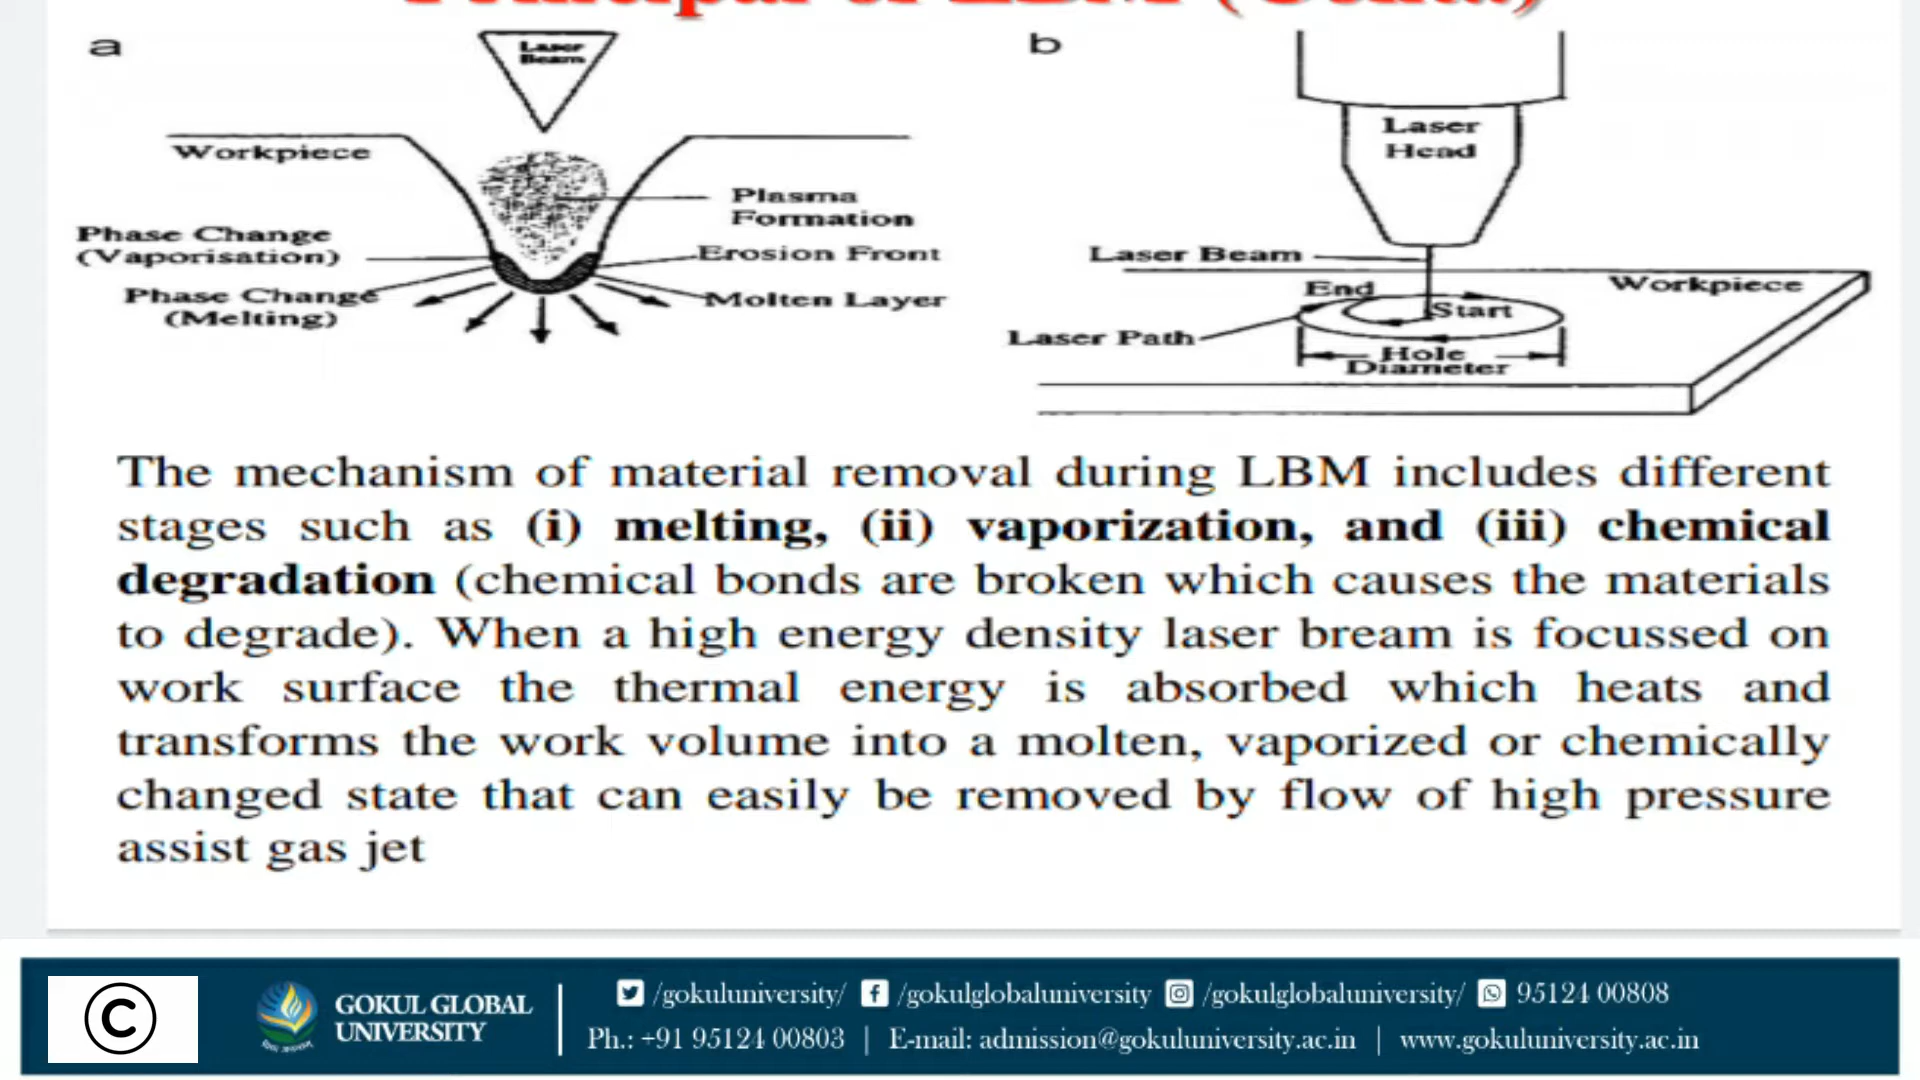 Principal of LBM (Cont..)
a
Laser
Beam
Workpiece
Plasma
Formation
Phase Change
(Vaporisation)
Erosion Front
Phase Change
(Melting)
Molten Layer
b
Laser
Head
Laser Beam
Workpiece
End
Start
Laser Path
Hole
Diameter
The mechanism of material removal during LBM includes different
stages such as (i) melting, (ii) vaporization, and (iii) chemical
degradation (chemical bonds are broken which causes the materials
to degrade). When a high energy density laser bream is focussed on
work surface the thermal energy is absorbed which heats and
transforms the work volume into a molten, vaporized or chemically
changed state that can easily be removed by flow of high pressure
assist gas jet
©
GOKUL GLOBAL
UNIVERSITY
/gokuluniversity/ /gokulglobaluniversity /gokulglobaluniversity/ 95124 00808
Ph.: +91 95124 00803 | E-mail: admission@gokuluniversity.ac.in | www.gokuluniversity.ac.in